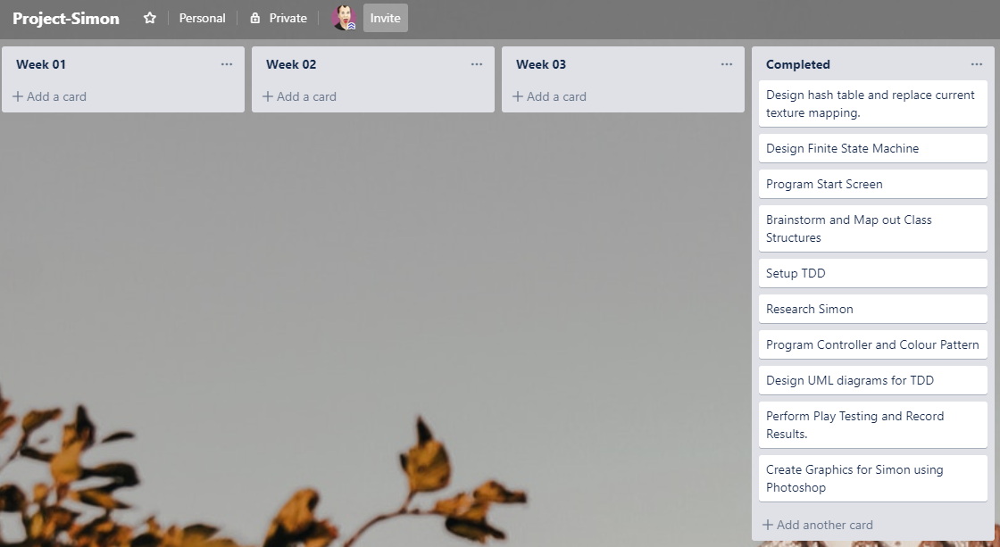 Project-Simon
Personal
Private
Invite
Week 01
Add a card
Week 02
Add a card
Week 03
Add a card
Completed
Design hash table and replace current
texture mapping.
Design Finite State Machine
Program Start Screen
Brainstorm and Map out Class
Structures
Setup TDD
Research Simon
Program Controller and Colour Pattern
Design UML diagrams for TDD
Perform Play Testing and Record
Results.
Create Graphics for Simon using
Photoshop
Add another card